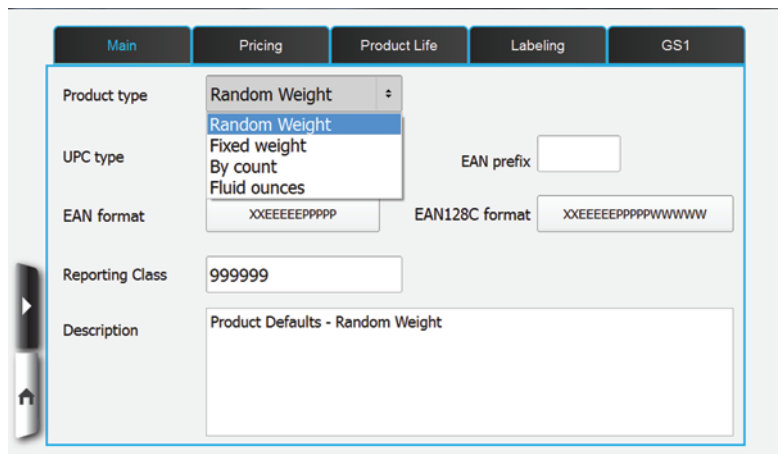 Main Pricing Product Life Labeling GS1
Product type Random Weight
Random Weight
Fixed weight
By count
Fluid ounces
UPC type EAN prefix
EAN format XXEEEEEPPPPP EAN128C format XXEEEEEPPPPPWWWWW
Reporting Class 999999
Description Product Defaults - Random Weight